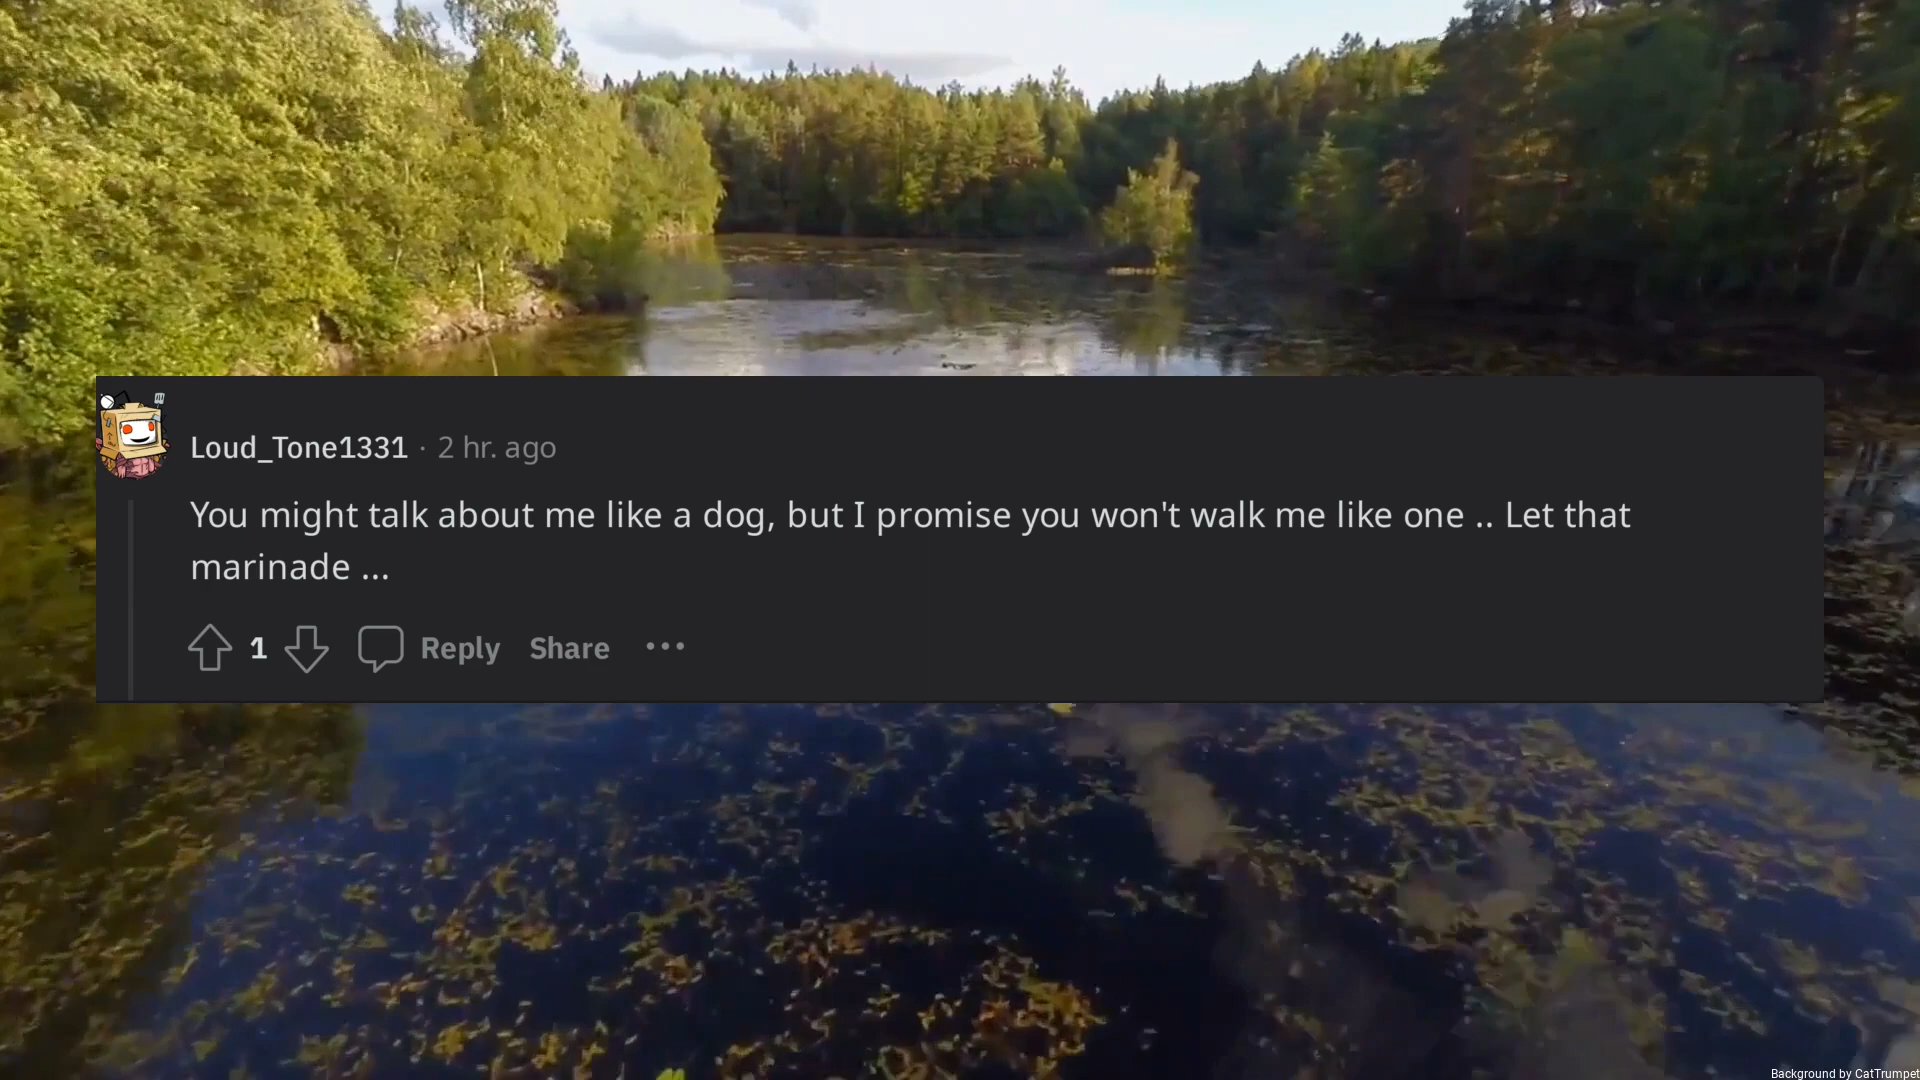 Loud_Tone1331 · 2 hr. ago
You might talk about me like a dog, but I promise you won't walk me like one .. Let that
marinade ...
1 Reply Share ···
Background by CatTrumpet